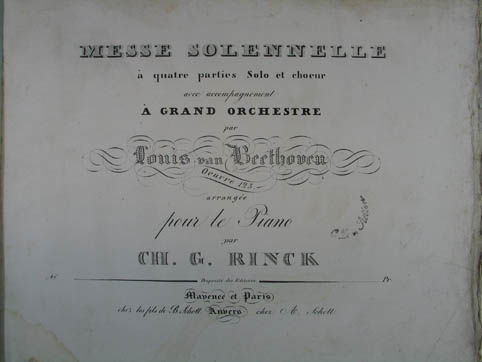 MESSE SOLENNELLE
à quatre parties Solo et choeur
avec accompagnement
À GRAND ORCHESTRE
par
Louis van Beethoven
Oeuvre 123.
arrangée
pour le Piano
par
CH. G. RINCK
No Propriété des Editeurs Pr.
Mayence et Paris
chez les fils de B. Schott Anvers chez A. Schott.